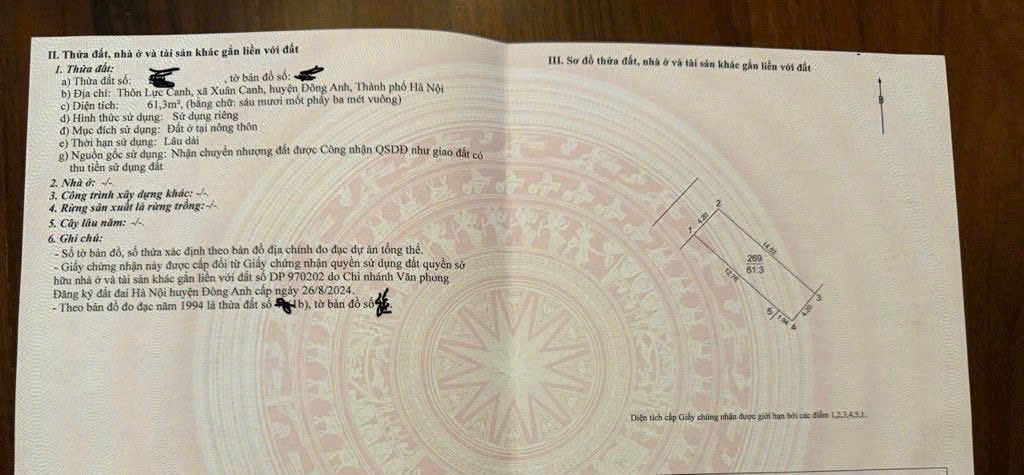 II. Thửa đất, nhà ở và tài sản khác gắn liền với đất
1. Thửa đất:
a) Thửa đất số: , tờ bản đồ số:
b) Địa chỉ: Thôn Lực Canh, xã Xuân Canh, huyện Đông Anh, Thành phố Hà Nội
c) Diện tích: 61,3m², (bằng chữ: sáu mươi mốt phẩy ba mét vuông)
d) Hình thức sử dụng: Sử dụng riêng
đ) Mục đích sử dụng: Đất ở tại nông thôn
e) Thời hạn sử dụng: Lâu dài
g) Nguồn gốc sử dụng: Nhận chuyển nhượng đất được Công nhận QSDĐ như giao đất có
thu tiền sử dụng đất
2. Nhà ở: -/-.
3. Công trình xây dựng khác: -/-.
4. Rừng sản xuất là rừng trồng: -/-.
5. Cây lâu năm: -/-.
6. Ghi chú:
- Số tờ bản đồ, số thửa xác định theo bản đồ địa chính đo đạc dự án tổng thể.
- Giấy chứng nhận này được cấp đổi từ Giấy chứng nhận quyền sử dụng đất quyền sở
hữu nhà ở và tài sản khác gắn liền với đất số DP 970202 do Chi nhánh Văn phòng
Đăng ký đất đai Hà Nội huyện Đông Anh cấp ngày 26/8/2024.
- Theo bản đồ đo đạc năm 1994 là thửa đất số 1b), tờ bản đồ số
III. Sơ đồ thửa đất, nhà ở và tài sản khác gắn liền với đất
B
2
4.20
1
14.62
269
61.3
12.76
3
5
1.94
4.20
4
Diện tích cấp Giấy chứng nhận được giới hạn bởi các điểm 1,2,3,4,5,1.